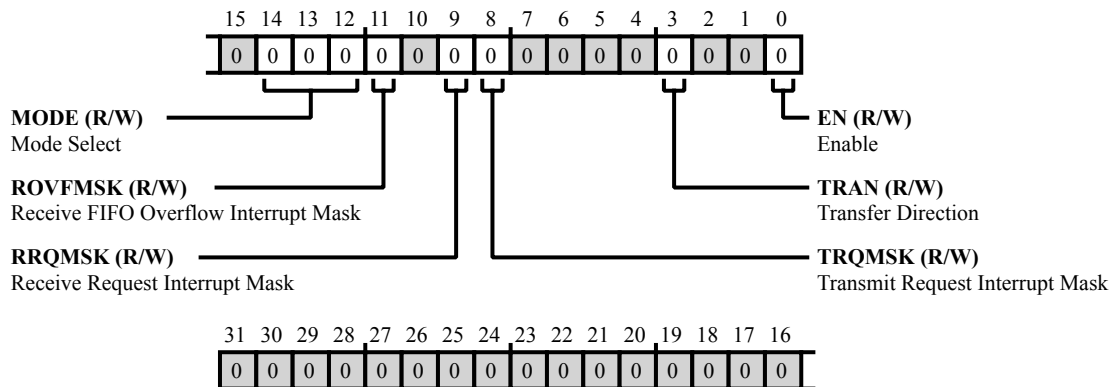 15 14 13 12 11 10 9 8 7 6 5 4 3 2 1 0
0 0 0 0 0 0 0 0 0 0 0 0 0 0 0 0
MODE (R/W)
Mode Select
EN (R/W)
Enable
ROVFMSK (R/W)
Receive FIFO Overflow Interrupt Mask
TRAN (R/W)
Transfer Direction
RRQMSK (R/W)
Receive Request Interrupt Mask
TRQMSK (R/W)
Transmit Request Interrupt Mask
31 30 29 28 27 26 25 24 23 22 21 20 19 18 17 16
0 0 0 0 0 0 0 0 0 0 0 0 0 0 0 0